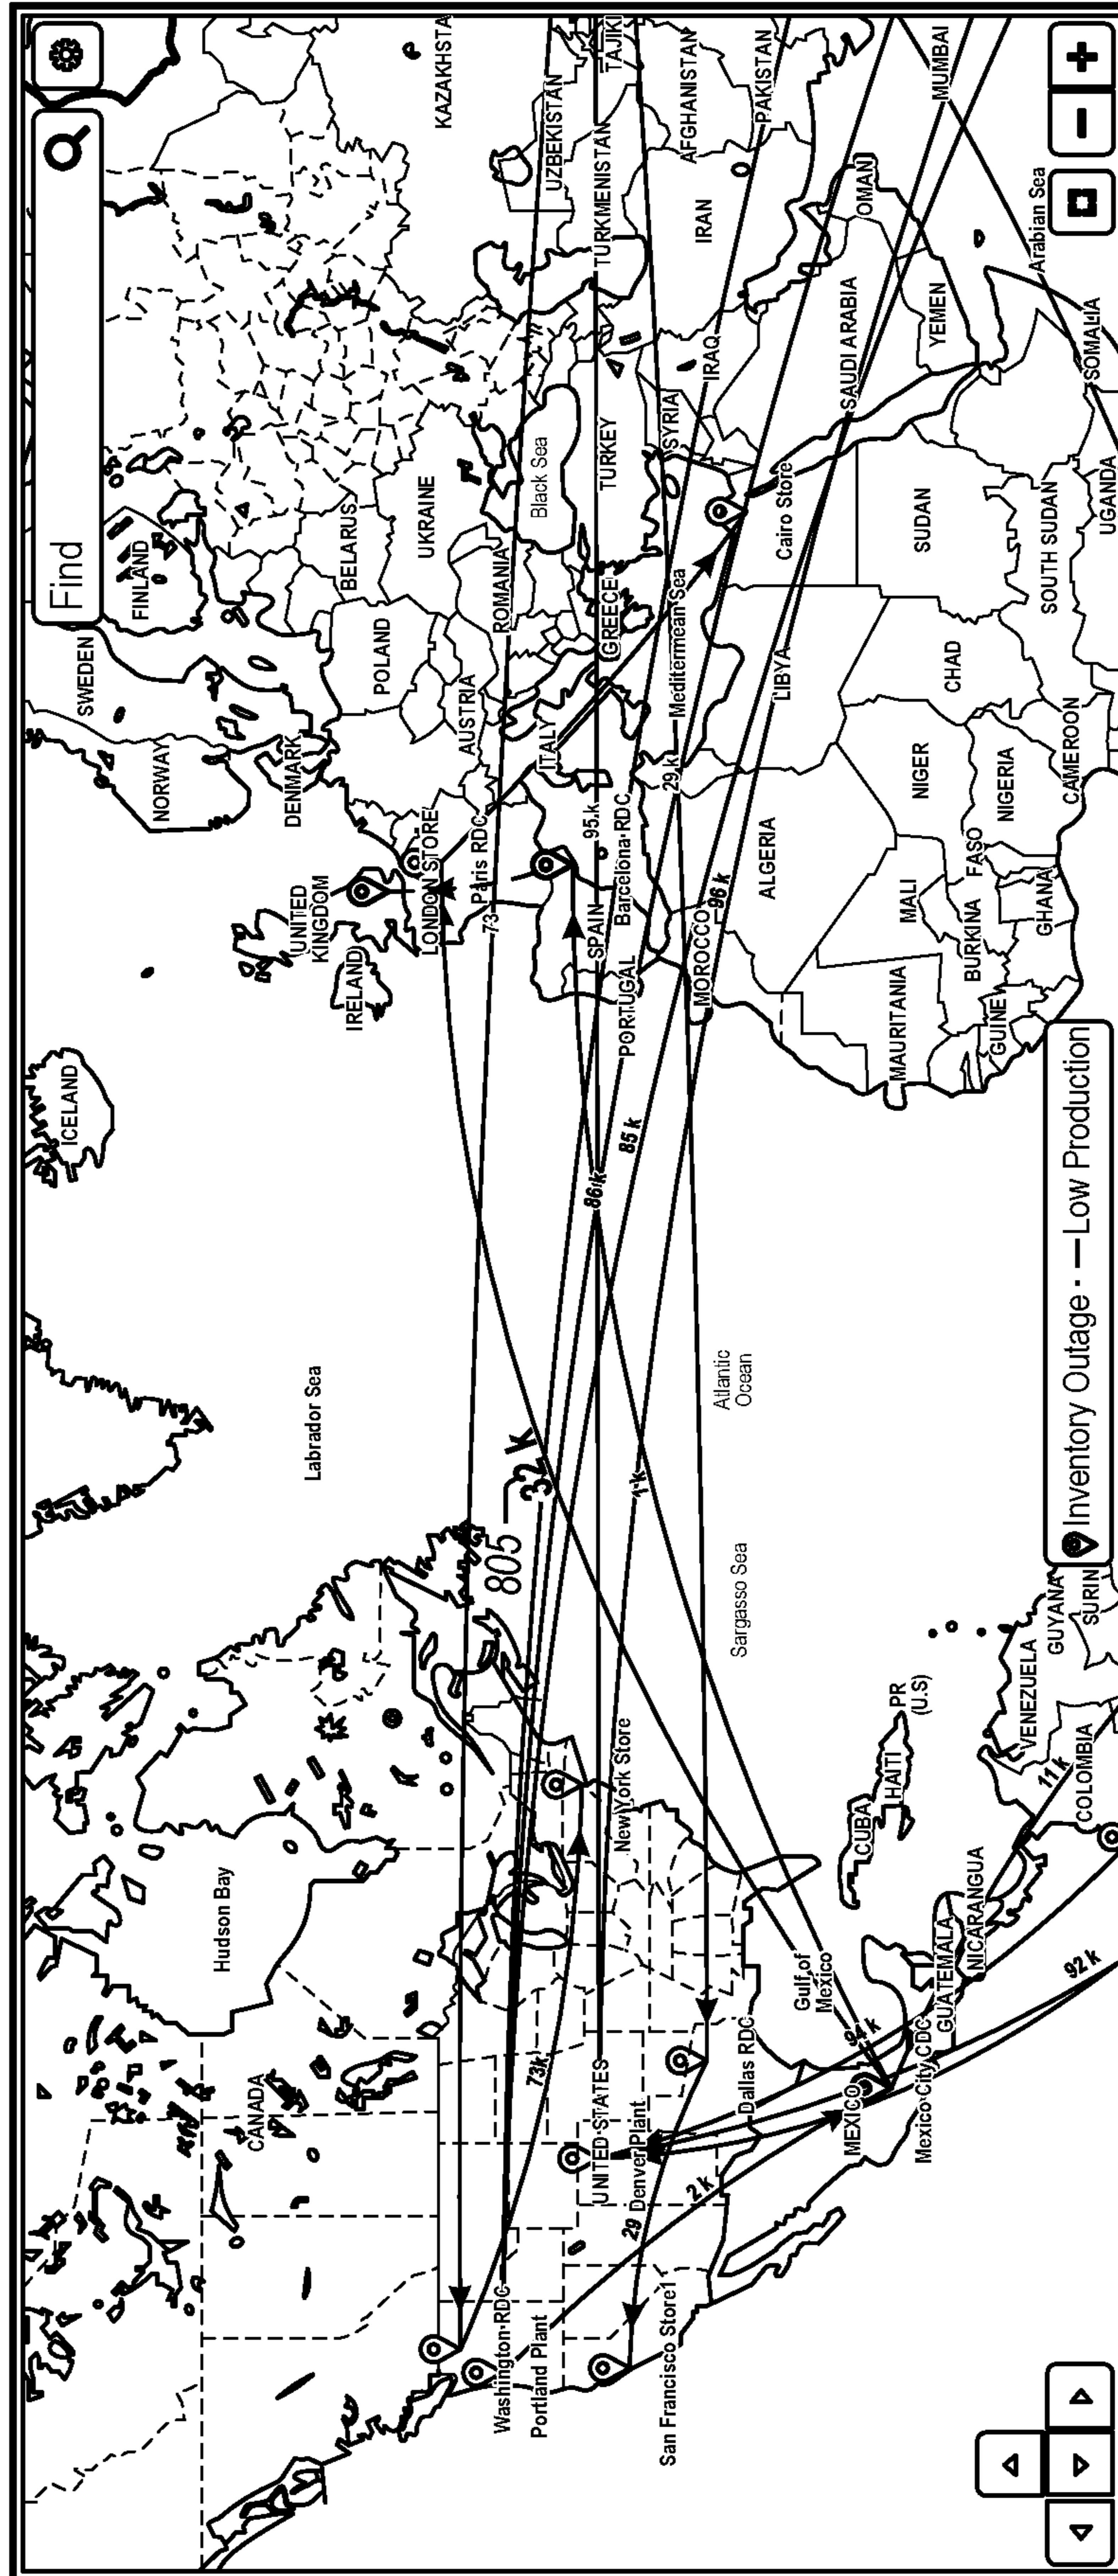 Find
SWEDEN
FINLAND
NORWAY
DENMARK
ICELAND
UNITED
KINGDOM
IRELAND
LONDON STORE
Paris RDC
POLAND
BELARUS
UKRAINE
KAZAKHSTA
AUSTRIA
ROMANIA
Black Sea
UZBEKISTAN
TAJIKI
TURKMENISTAN
TURKEY
GREECE
ITALY
SPAIN
Barcelona RDC
PORTUGAL
Meditermean Sea
SYRIA
IRAQ
IRAN
AFGHANISTAN
PAKISTAN
MUMBAI
OMAN
SAUDI ARABIA
YEMEN
Arabian Sea
SOMALIA
Cairo Store
LIBYA
ALGERIA
MOROCCO
SUDAN
SOUTH SUDAN
UGANDA
CHAD
NIGER
NIGERIA
CAMEROON
MALI
BURKINA
FASO
GHANA
MAURITANIA
GUINE
Labrador Sea
Hudson Bay
CANADA
Atlantic
Ocean
Sargasso Sea
805
32 k
73
95 k
29 k
96 k
85 k
86 k
1 k
73k
29
2 k
94 k
92 k
11 k
Washington RDC
Portland Plant
San Francisco Store1
UNITED STATES
Denver Plant
Dallas RDC
New York Store
MEXICO
Mexico City CDC
Gulf of
Mexico
CUBA
HAITI
PR
(U.S)
GUATEMALA
NICARANGUA
VENEZUELA
COLOMBIA
GUYANA
SURIN
Inventory Outage · — Low Production